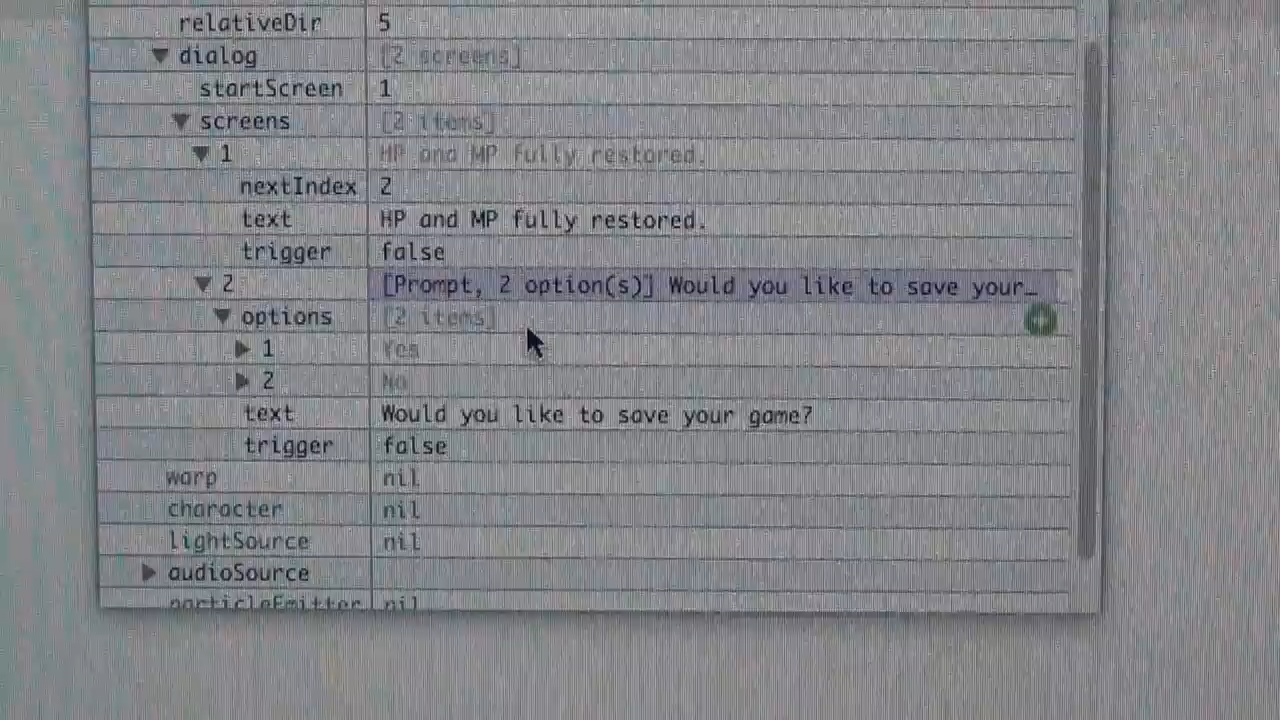 relativeDir 5
dialog [2 screens]
startScreen 1
screens [2 items]
1 HP and MP fully restored.
nextIndex 2
text HP and MP fully restored.
trigger false
2 [Prompt, 2 option(s)] Would you like to save your…
options [2 items]
1 Yes
2 No
text Would you like to save your game?
trigger false
warp nil
character nil
lightSource nil
audioSource
particleEmitter nil